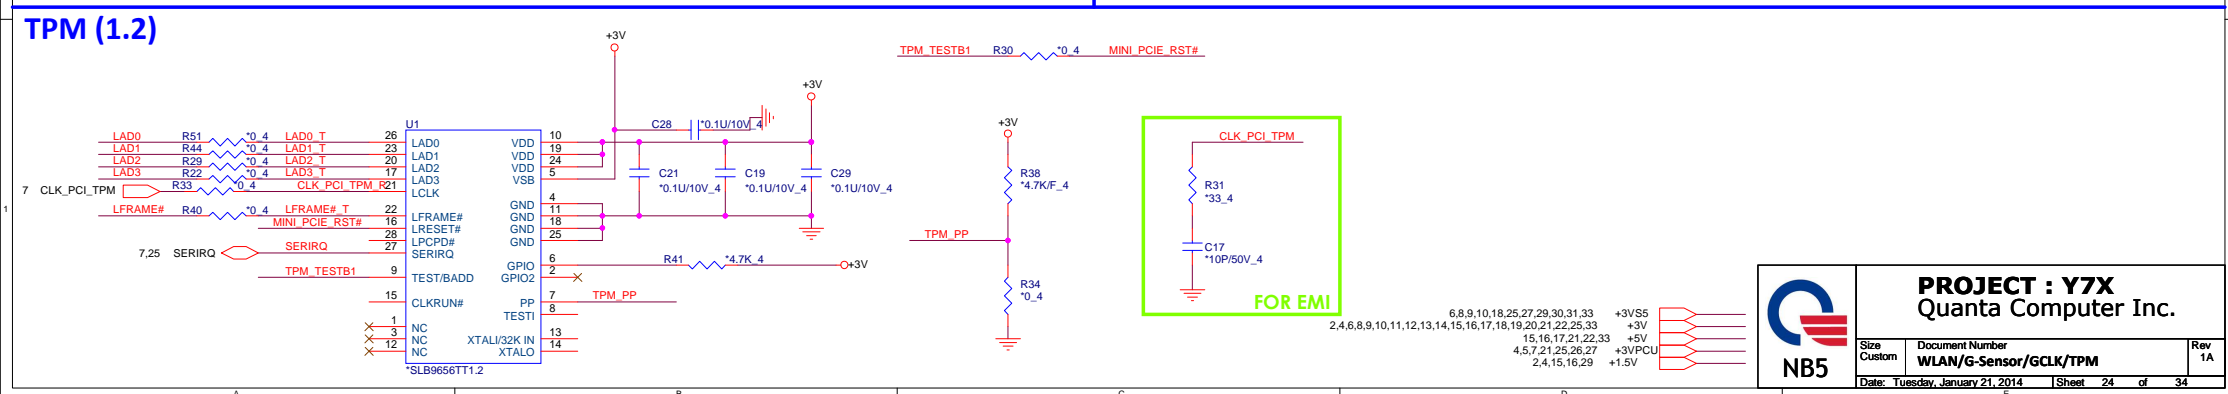 TPM (1.2)
+3V
TPM_TESTB1 R30 *0_4 MINI_PCIE_RST#
+3V
U1
C28 *0.1U/10V_4
LAD0 R51 *0_4 LAD0_T 26 LAD0 VDD 10
LAD1 R44 *0_4 LAD1_T 23 LAD1 VDD 19
LAD2 R29 *0_4 LAD2_T 20 LAD2 VDD 24
LAD3 R22 *0_4 LAD3_T 17 LAD3 VSB 5
7 CLK_PCI_TPM R33 *0_4 CLK_PCI_TPM_R 21 LCLK
C21 *0.1U/10V_4
C19 *0.1U/10V_4
C29 *0.1U/10V_4
GND 4
LFRAME# R40 *0_4 LFRAME#_T 22 LFRAME# GND 11
MINI_PCIE_RST# 16 LRESET# GND 18
28 LPCPD# GND 25
7,25 SERIRQ SERIRQ 27 SERIRQ
GPIO 6 R41 *4.7K_4 +3V
TPM_TESTB1 9 TEST/BADD GPIO2 2
15 CLKRUN# PP 7 TPM_PP
TESTI 8
1 NC
3 NC XTALI/32K IN 13
12 NC XTALO 14
*SLB9656TT1.2
+3V
R38
*4.7K/F_4
TPM_PP
R34
*0_4
CLK_PCI_TPM
R31
*33_4
C17
*10P/50V_4
FOR EMI
6,8,9,10,18,25,27,29,30,31,33 +3VS5
2,4,6,8,9,10,11,12,13,14,15,16,17,18,19,20,21,22,25,33 +3V
15,16,17,21,22,33 +5V
4,5,7,21,25,26,27 +3VPCU
2,4,15,16,29 +1.5V
NB5
PROJECT : Y7X
Quanta Computer Inc.
Size Custom
Document Number
WLAN/G-Sensor/GCLK/TPM
Rev
1A
Date: Tuesday, January 21, 2014 Sheet 24 of 34
1